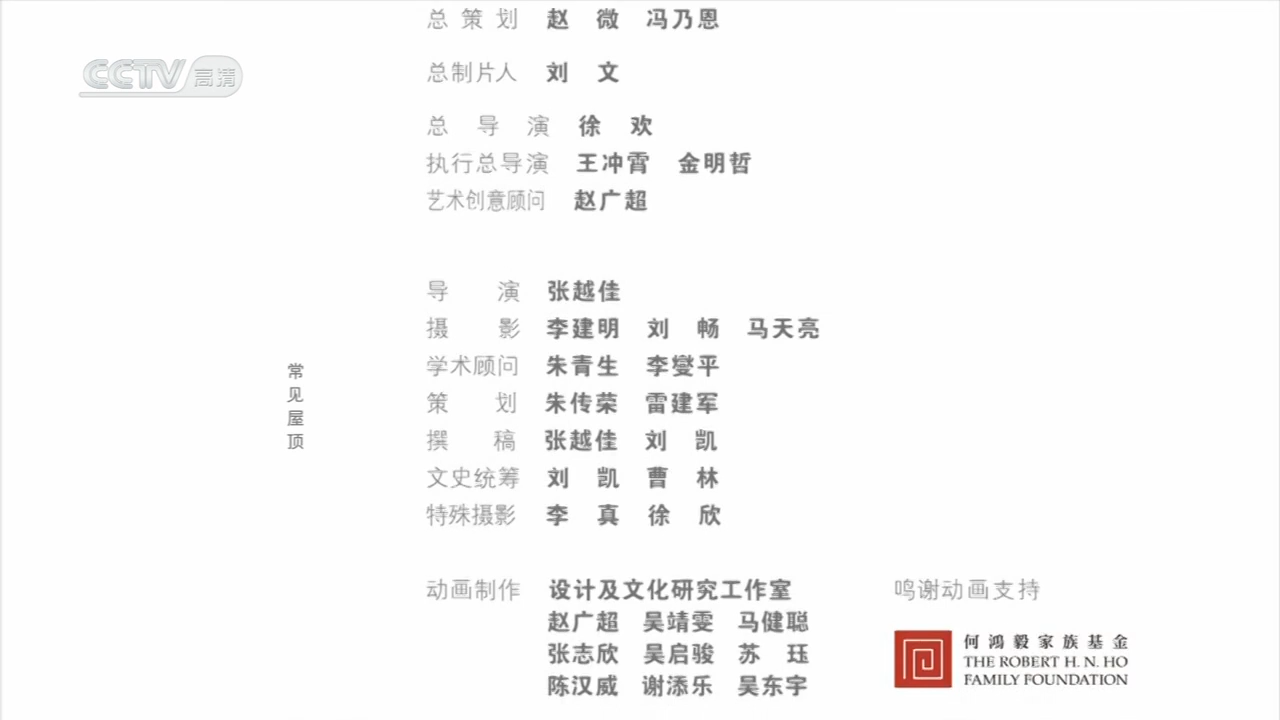 总策划 赵微 冯乃恩
CCTV高清
总制片人 刘文
总导演 徐欢
执行总导演 王冲霄 金明哲
艺术创意顾问 赵广超
导演 张越佳
摄影 李建明 刘畅 马天亮
学术顾问 朱青生 李燮平
策划 朱传荣 雷建军
撰稿 张越佳 刘凯
文史统筹 刘凯 曹林
特殊摄影 李真 徐欣
常见屋顶
动画制作 设计及文化研究工作室
赵广超 吴靖雯 马健聪
张志欣 吴启骏 苏珏
陈汉威 谢添乐 吴东宇
鸣谢动画支持
何鸿毅家族基金
THE ROBERT H. N. HO
FAMILY FOUNDATION